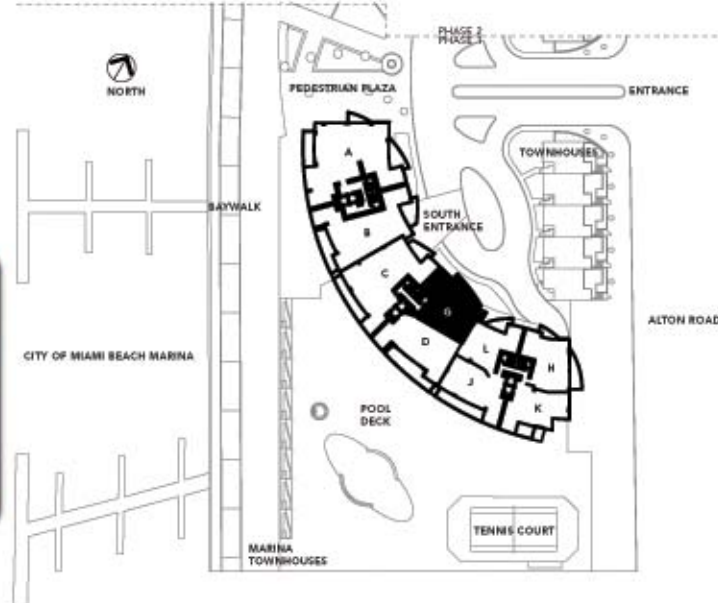 PHASE 2
PHASE 1
NORTH
PEDESTRIAN PLAZA
ENTRANCE
TOWNHOUSES
A
BAYWALK
SOUTH
ENTRANCE
B
C
G
ALTON ROAD
CITY OF MIAMI BEACH MARINA
D
L
H
J
K
POOL
DECK
TENNIS COURT
MARINA
TOWNHOUSES